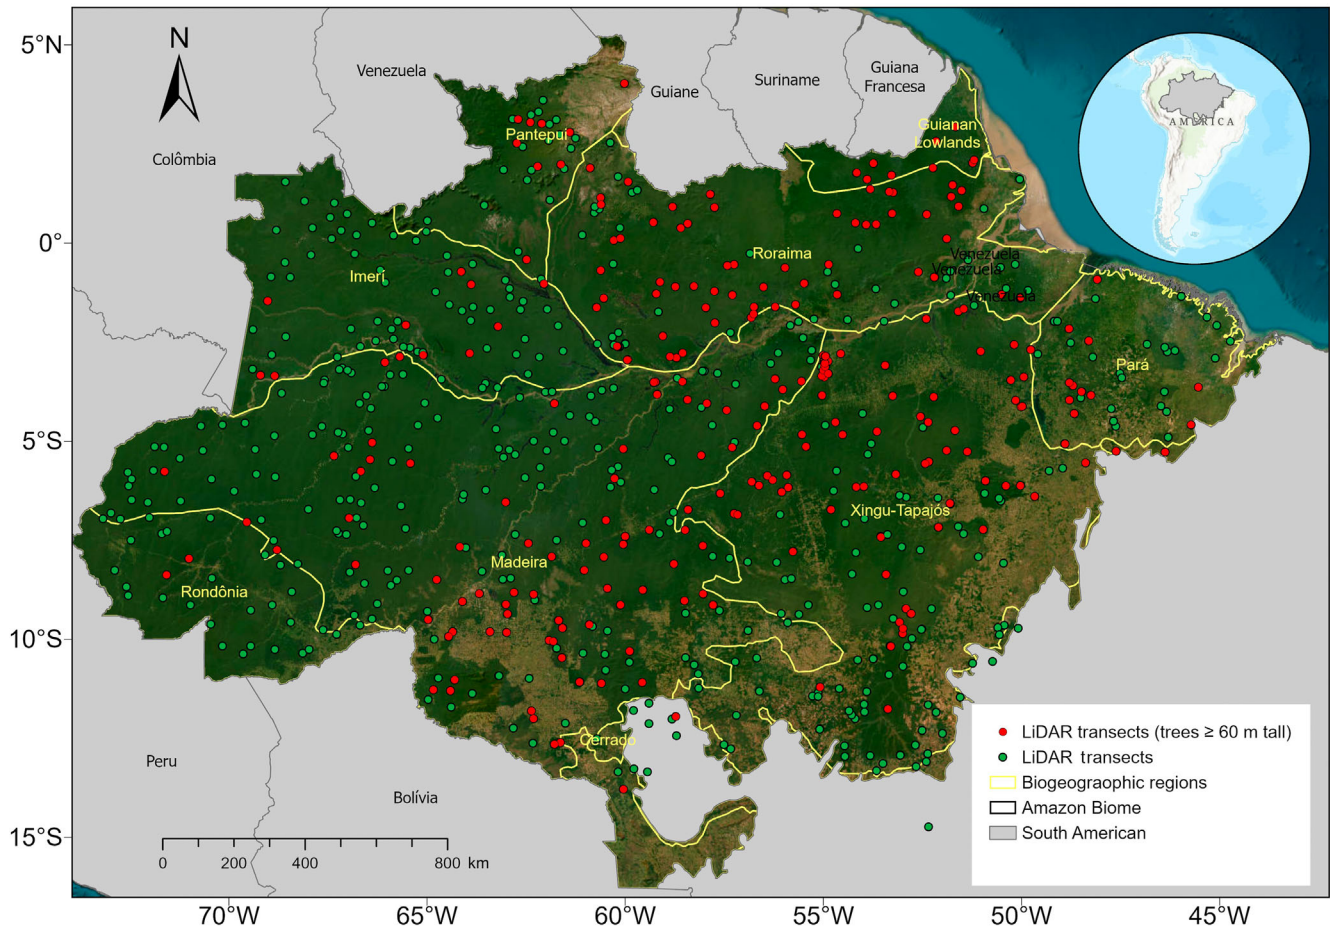 5°N
0°
5°S
10°S
15°S
70°W
65°W
60°W
55°W
50°W
45°W
N
Colômbia
Venezuela
Guiane
Suriname
Guiana
Francesa
Peru
Bolívia
Pantepui
Guianan
Lowlands
Imerí
Roraima
Venezuela
Venezuela
Venezuela
Pará
Xingu-Tapajós
Madeira
Rondônia
Cerrado
AMERICA
0 200 400 800 km
LiDAR transects (trees ≥ 60 m tall)
LiDAR transects
Biogeograophic regions
Amazon Biome
South American